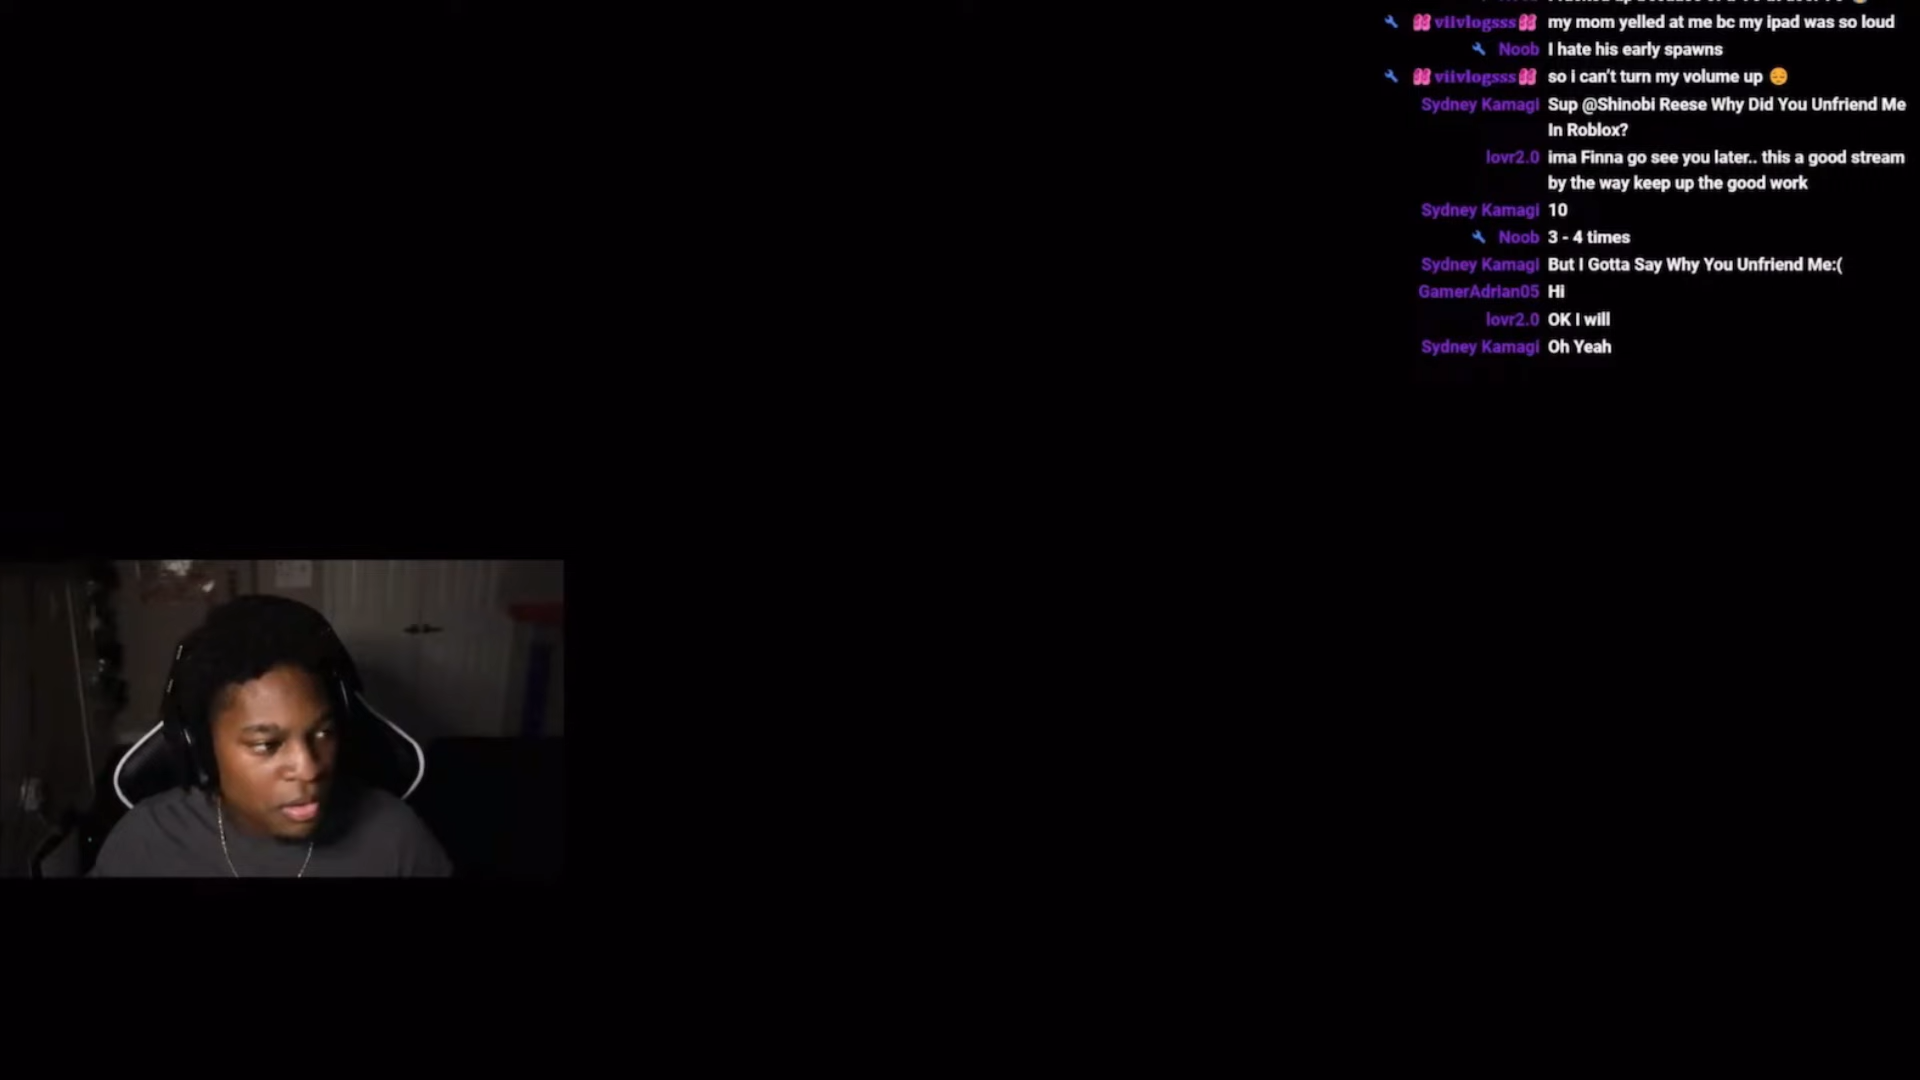 viivlogsss my mom yelled at me bc my ipad was so loud
Noob I hate his early spawns
viivlogsss so i can't turn my volume up 😔
Sydney Kamagi Sup @Shinobi Reese Why Did You Unfriend Me
In Roblox?
lovr2.0 ima Finna go see you later.. this a good stream
by the way keep up the good work
Sydney Kamagi 10
Noob 3 - 4 times
Sydney Kamagi But I Gotta Say Why You Unfriend Me:(
GamerAdrian05 Hi
lovr2.0 OK I will
Sydney Kamagi Oh Yeah